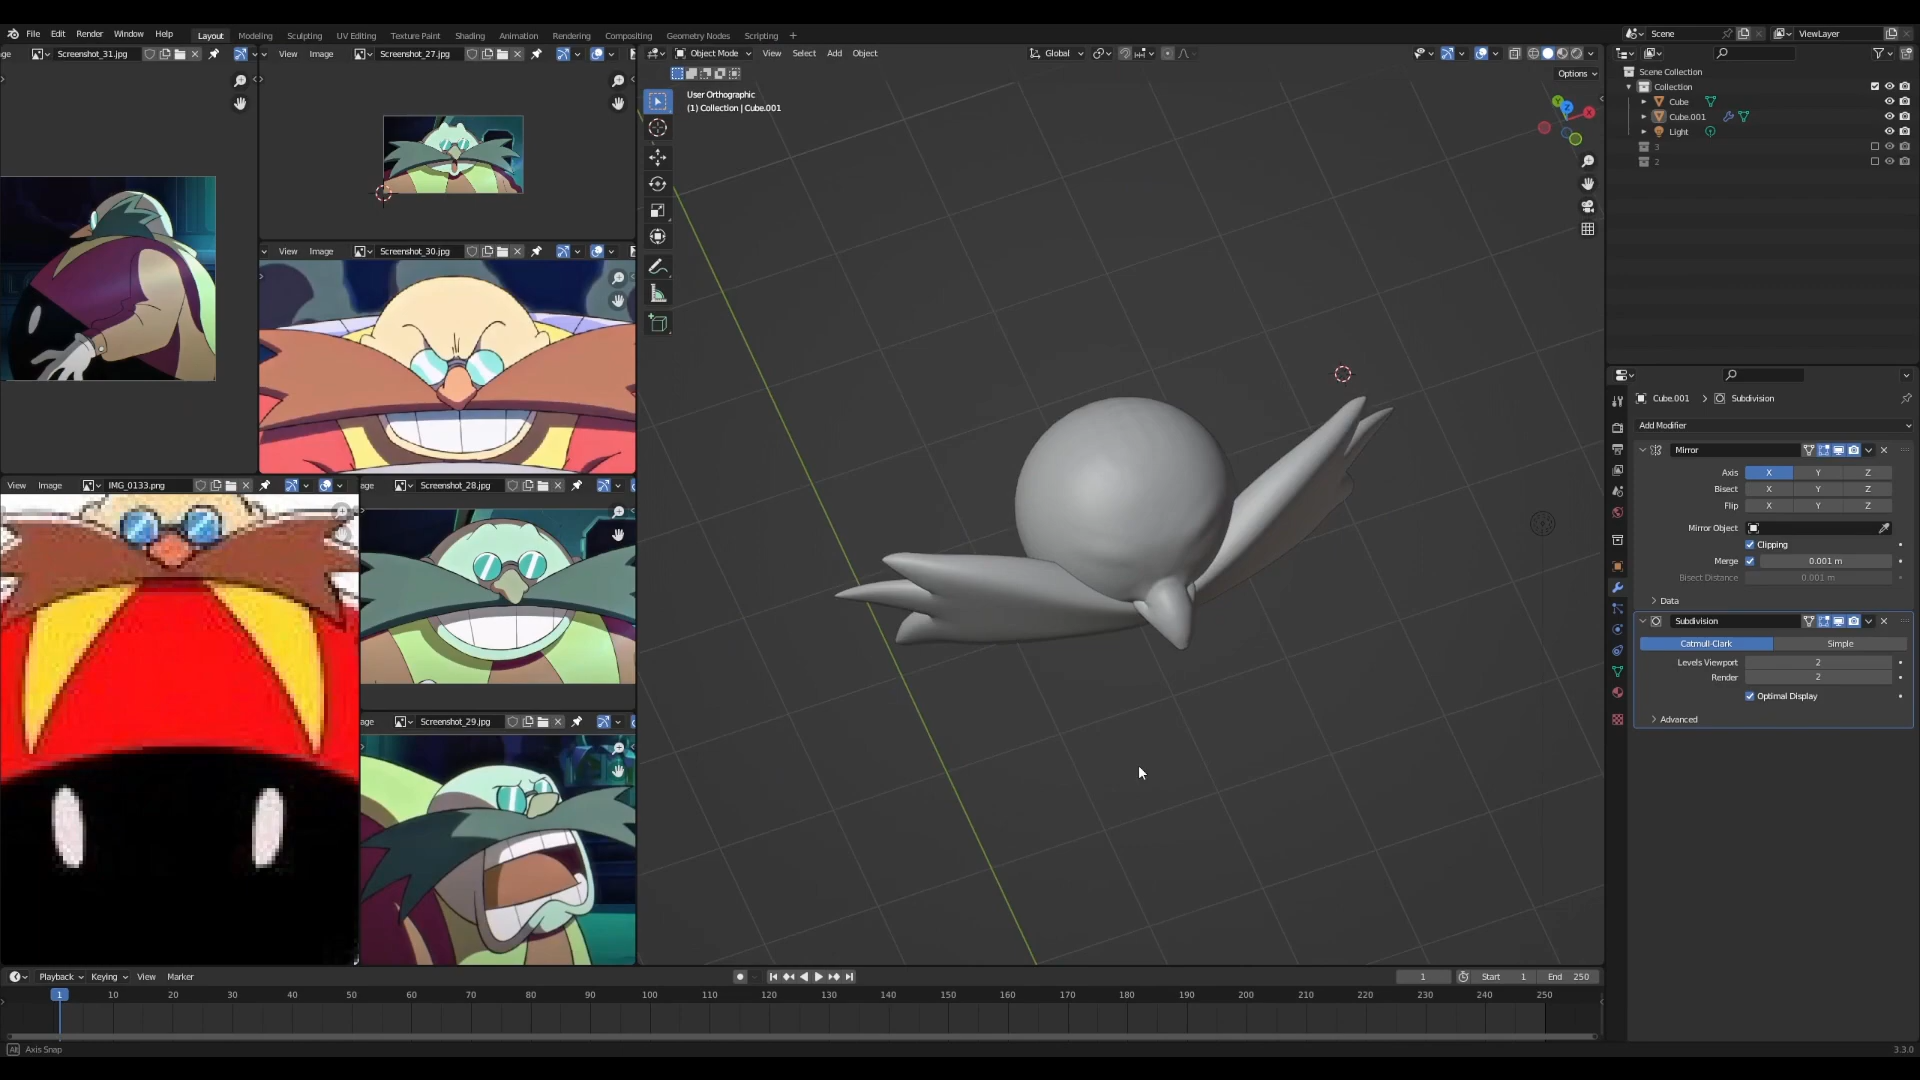 File Edit Render Window Help Layout Modeling Sculpting UV Editing Texture Paint Shading Animation Rendering Compositing Geometry Nodes Scripting + Scene ViewLayer
ge Screenshot_31.jpg View Image Screenshot_27.jpg Object Mode View Select Add Object Global
Options
User Orthographic
(1) Collection | Cube.001
Scene Collection
Collection
Cube
Cube.001
Light
3
2
View Image Screenshot_30.jpg
View Image IMG_0133.png age Screenshot_28.jpg
age Screenshot_29.jpg
Cube.001 > Subdivision
Add Modifier
Mirror
Axis X Y Z
Bisect X Y Z
Flip X Y Z
Mirror Object
Clipping
Merge 0.001 m
Bisect Distance 0.001 m
Data
Subdivision
Catmull-Clark Simple
Levels Viewport 2
Render 2
Optimal Display
Advanced
Playback Keying View Marker 1 Start 1 End 250
1 10 20 30 40 50 60 70 80 90 100 110 120 130 140 150 160 170 180 190 200 210 220 230 240 250
Alt Axis Snap 3.3.0